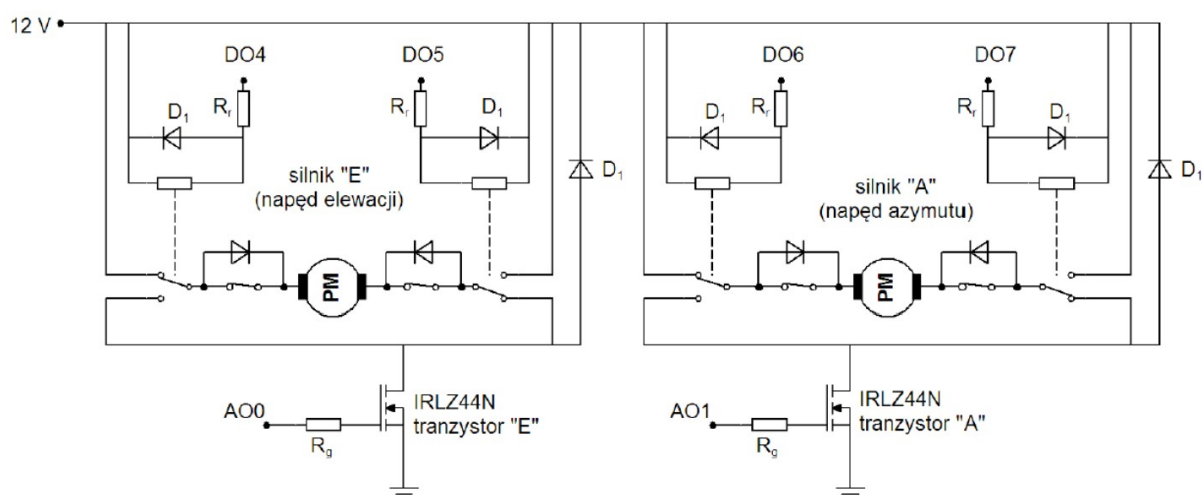 12 V
DO4
DO5
DO6
DO7
Rr
D1
Rr
D1
Rr
D1
Rr
D1
silnik "E"
(napęd elewacji)
D1
silnik "A"
(napęd azymutu)
D1
PM
PM
AO0
Rg
IRLZ44N
tranzystor "E"
AO1
Rg
IRLZ44N
tranzystor "A"